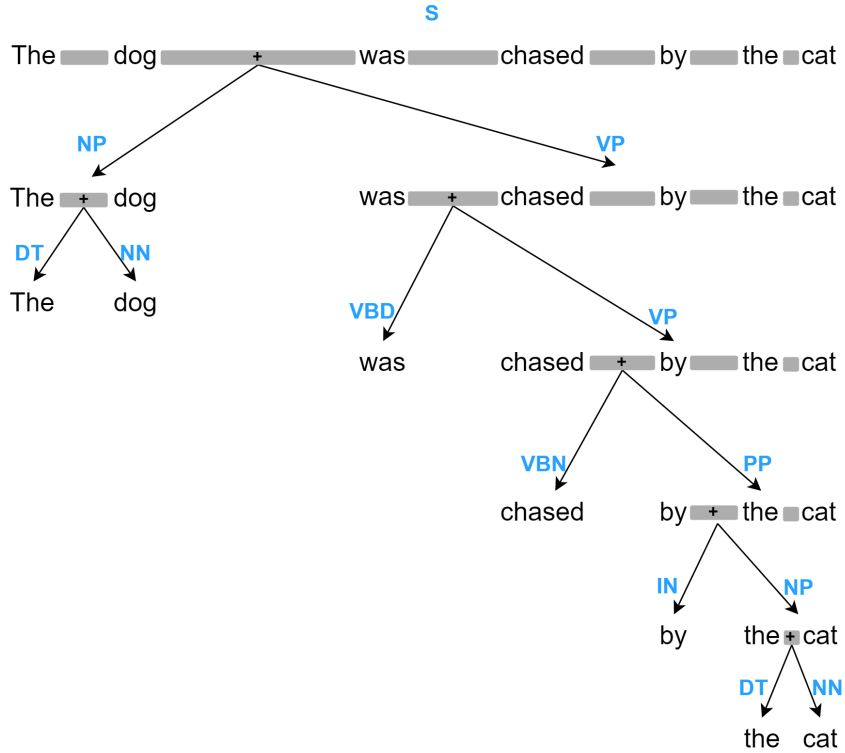 S
The dog + was chased by the cat
NP VP
The + dog was + chased by the cat
DT NN
The dog
VBD VP
was chased + by the cat
VBN PP
chased by + the cat
IN NP
by the + cat
DT NN
the cat